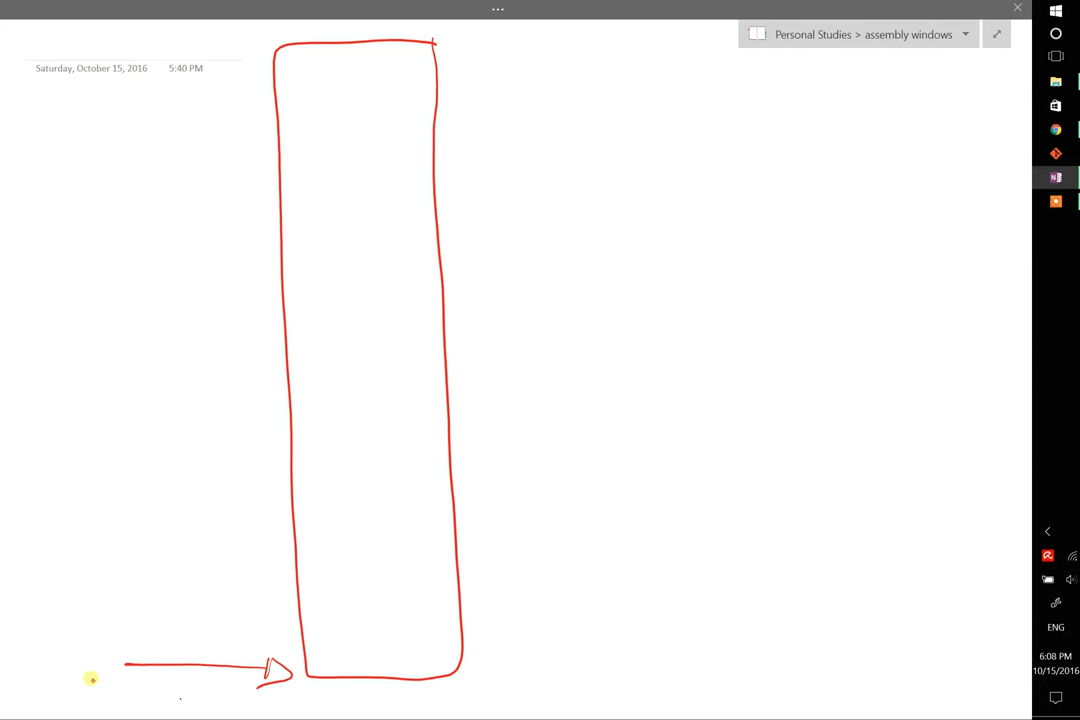 Personal Studies > assembly windows
Saturday, October 15, 2016 5:40 PM
ENG
6:08 PM
10/15/2016